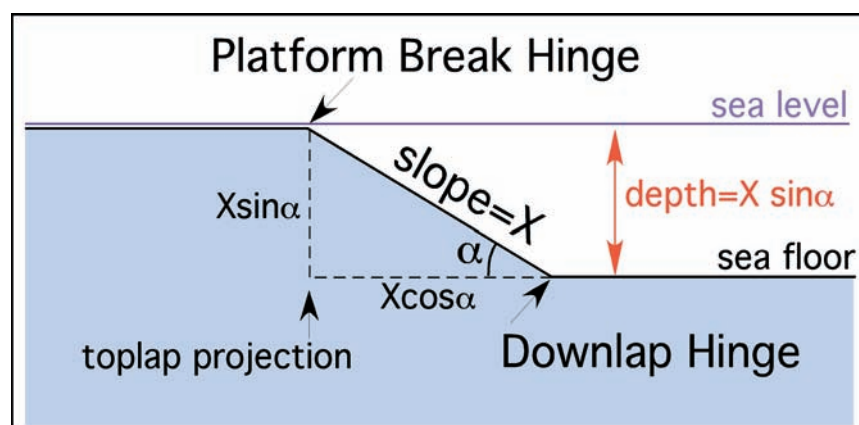 Platform Break Hinge
sea level
slope=X
Xsinα
depth=X sinα
α
sea floor
Xcosα
toplap projection
Downlap Hinge